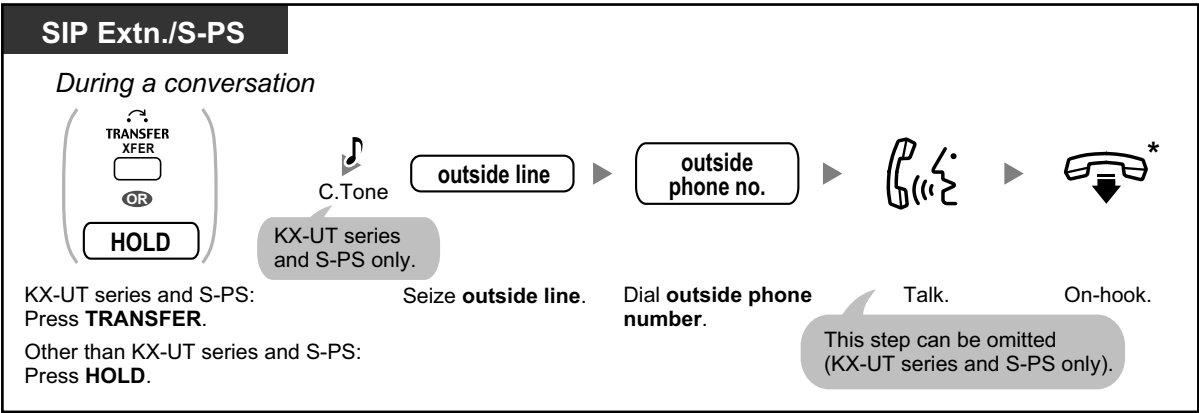 SIP Extn./S-PS
During a conversation
TRANSFER
XFER
OR
HOLD
C.Tone
KX-UT series
and S-PS only.
outside line
outside
phone no.
*
KX-UT series and S-PS:
Press TRANSFER.
Other than KX-UT series and S-PS:
Press HOLD.
Seize outside line.
Dial outside phone
number.
Talk.
This step can be omitted
(KX-UT series and S-PS only).
On-hook.